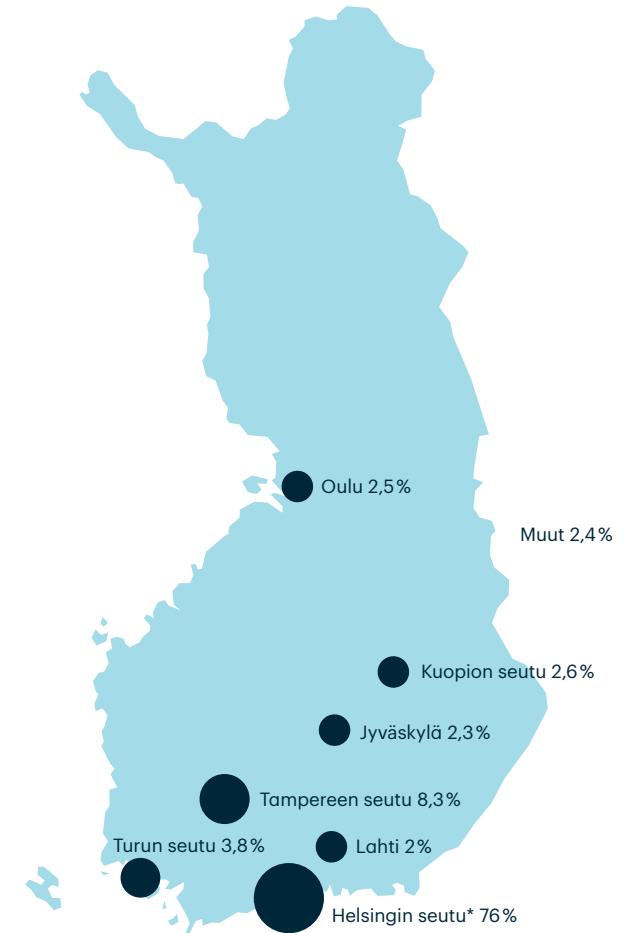 Oulu 2,5 %
Muut 2,4 %
Kuopion seutu 2,6 %
Jyväskylä 2,3 %
Tampereen seutu 8,3 %
Turun seutu 3,8 %
Lahti 2 %
Helsingin seutu* 76 %